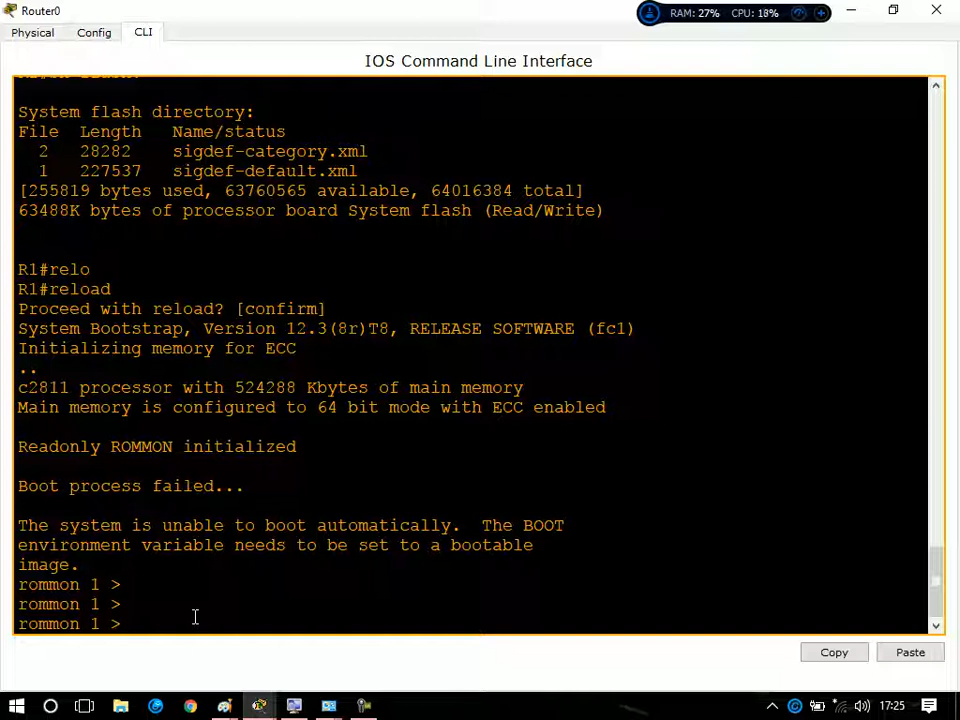 Router0
RAM: 27% CPU: 18%
Physical Config CLI
IOS Command Line Interface
System flash directory:
File Length Name/status
2 28282 sigdef-category.xml
1 227537 sigdef-default.xml
[255819 bytes used, 63760565 available, 64016384 total]
63488K bytes of processor board System flash (Read/Write)
R1#relo
R1#reload
Proceed with reload? [confirm]
System Bootstrap, Version 12.3(8r)T8, RELEASE SOFTWARE (fc1)
Initializing memory for ECC
..
c2811 processor with 524288 Kbytes of main memory
Main memory is configured to 64 bit mode with ECC enabled
Readonly ROMMON initialized
Boot process failed...
The system is unable to boot automatically. The BOOT
environment variable needs to be set to a bootable
image.
rommon 1 >
rommon 1 >
rommon 1 >
Copy Paste
17:25